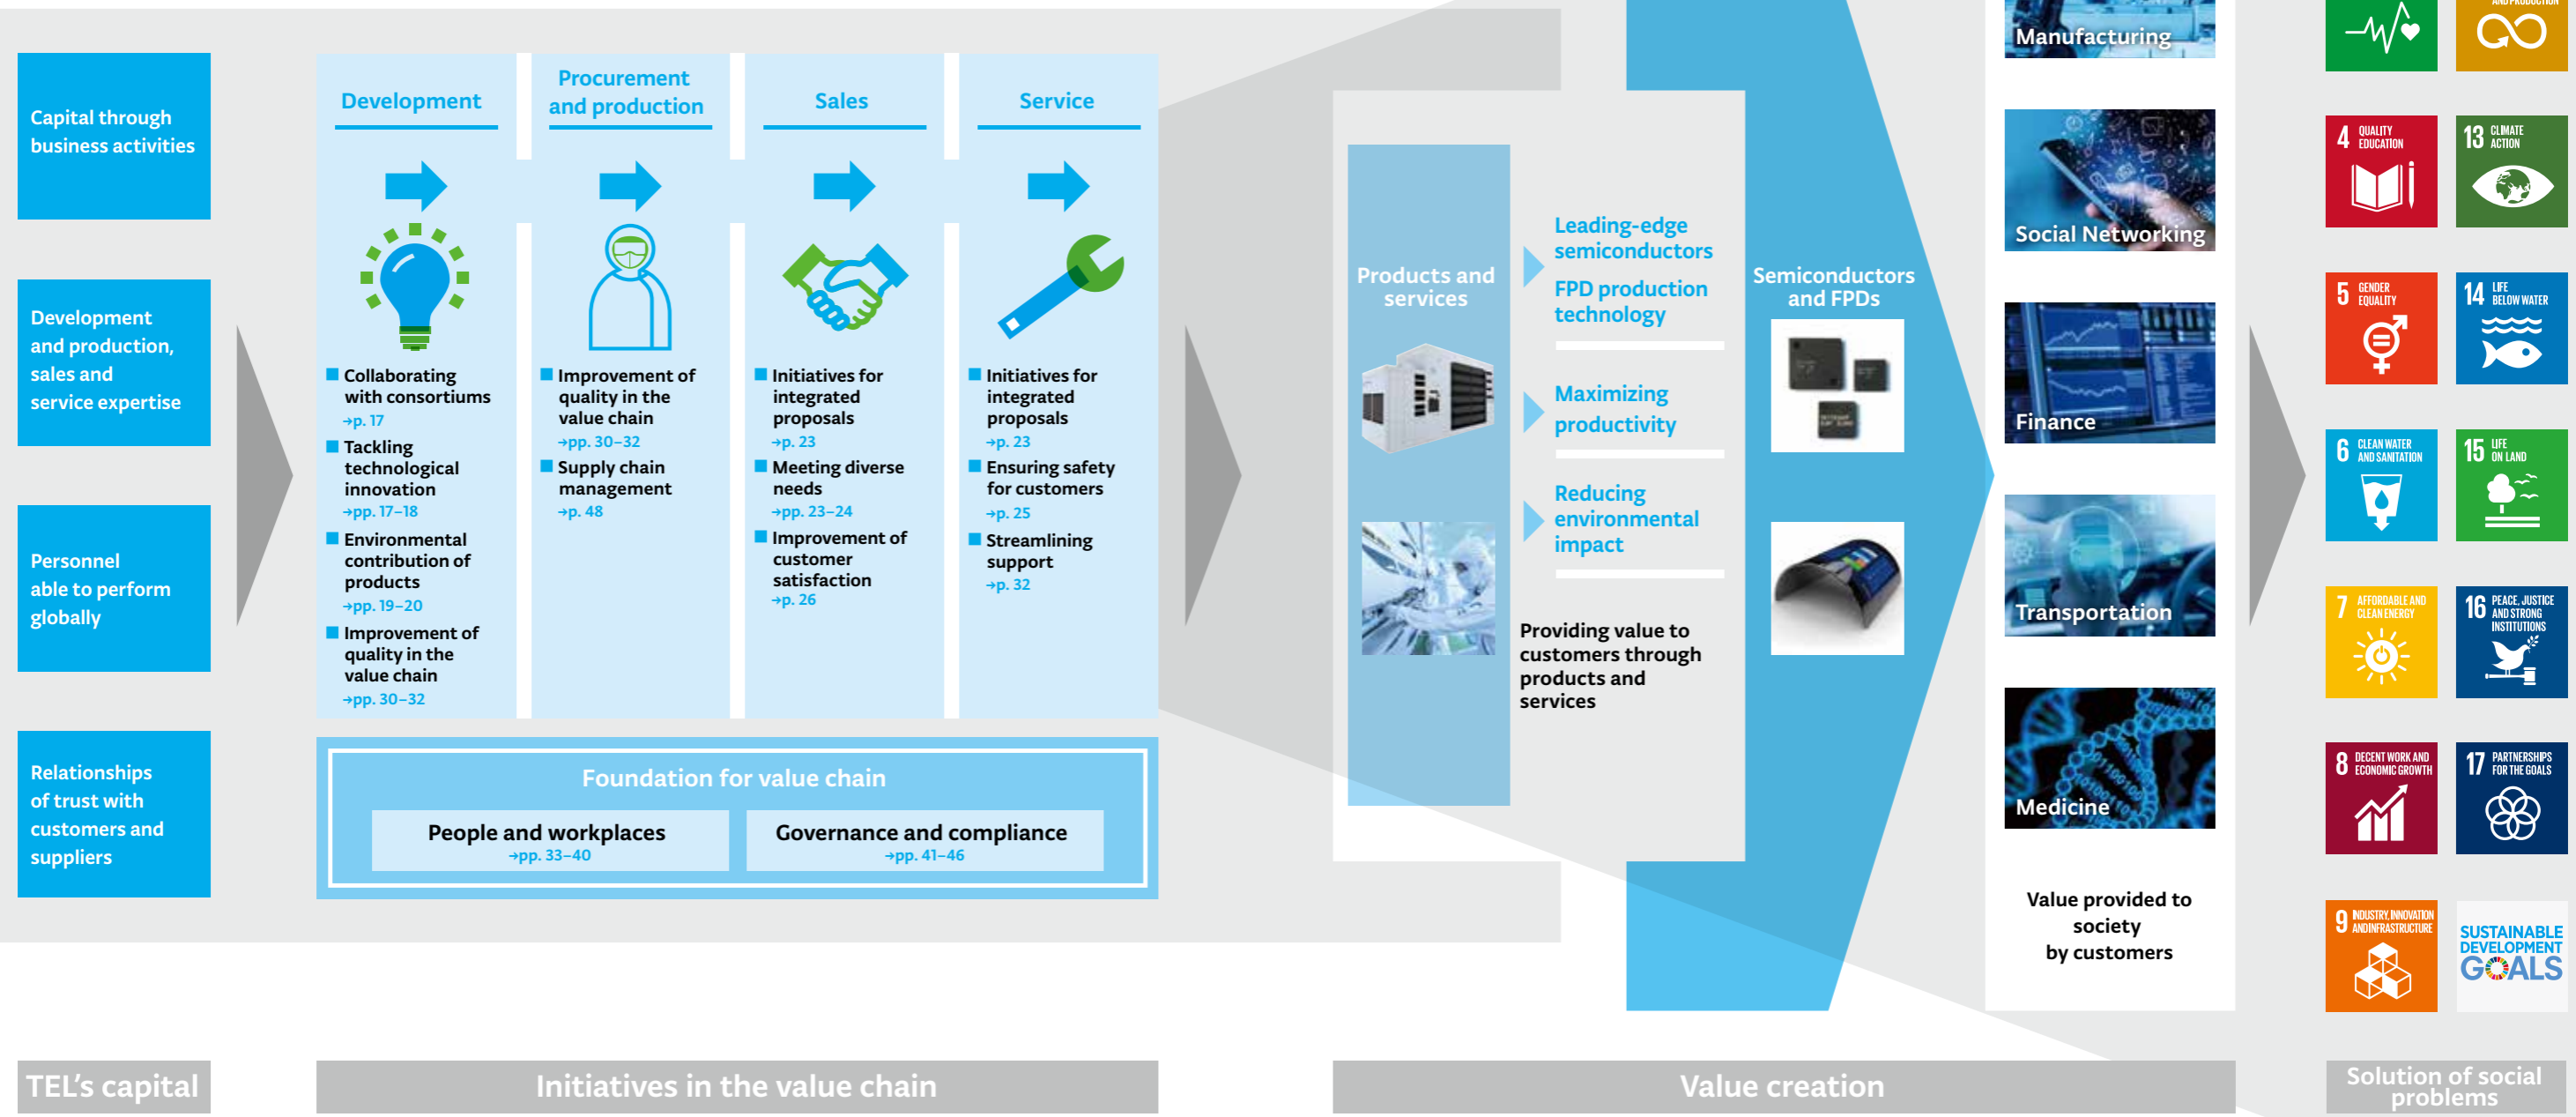 Capital through
business activities
Development
and production,
sales and
service expertise
Personnel
able to perform
globally
Relationships
of trust with
customers and
suppliers
TEL's capital
Development
■ Collaborating
with consortiums
→p. 17
■ Tackling
technological
innovation
→pp. 17–18
■ Environmental
contribution of
products
→pp. 19–20
■ Improvement of
quality in the
value chain
→pp. 30–32
Procurement
and production
■ Improvement of
quality in the
value chain
→pp. 30–32
■ Supply chain
management
→p. 48
Sales
■ Initiatives for
integrated
proposals
→p. 23
■ Meeting diverse
needs
→pp. 23–24
■ Improvement of
customer
satisfaction
→p. 26
Service
■ Initiatives for
integrated
proposals
→p. 23
■ Ensuring safety
for customers
→p. 25
■ Streamlining
support
→p. 32
Foundation for value chain
People and workplaces
→pp. 33–40
Governance and compliance
→pp. 41–46
Initiatives in the value chain
Products and
services
Leading-edge
semiconductors
FPD production
technology
Maximizing
productivity
Reducing
environmental
impact
Providing value to
customers through
products and
services
Semiconductors
and FPDs
Manufacturing
Social Networking
Finance
Transportation
Medicine
Value provided to
society
by customers
Value creation
AND PRODUCTION
4 QUALITY
EDUCATION
13 CLIMATE
ACTION
5 GENDER
EQUALITY
14 LIFE
BELOW WATER
6 CLEAN WATER
AND SANITATION
15 LIFE
ON LAND
7 AFFORDABLE AND
CLEAN ENERGY
16 PEACE, JUSTICE
AND STRONG
INSTITUTIONS
8 DECENT WORK AND
ECONOMIC GROWTH
17 PARTNERSHIPS
FOR THE GOALS
9 INDUSTRY, INNOVATION
AND INFRASTRUCTURE
SUSTAINABLE
DEVELOPMENT
GOALS
Solution of social
problems